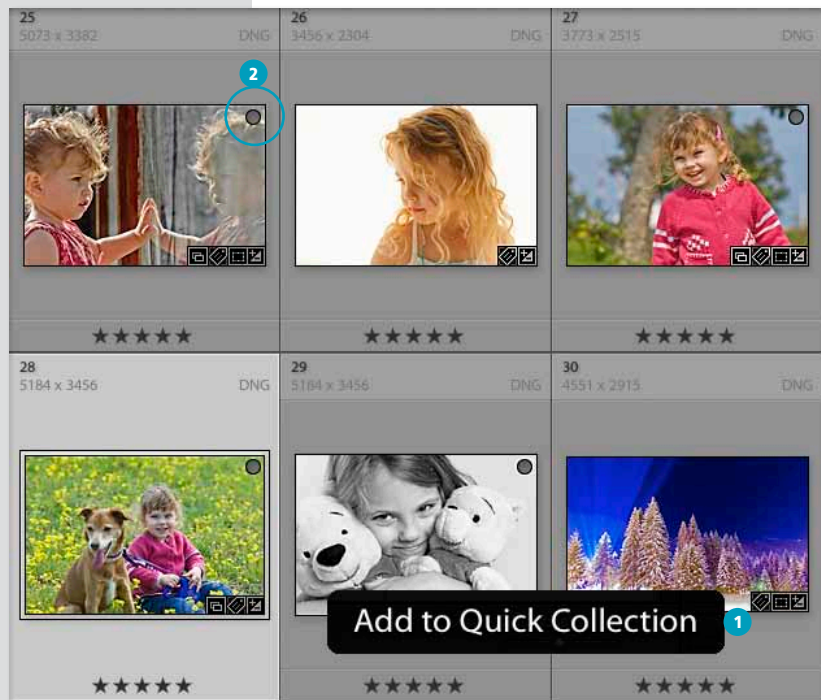 25
5073 x 3382 DNG
26
3456 x 2304 DNG
27
3773 x 2515 DNG
2
★★★★★
★★★★★
★★★★★
28
5184 x 3456 DNG
29
5184 x 3456 DNG
30
4551 x 2915 DNG
Add to Quick Collection 1
★★★★★
★★★★★
★★★★★